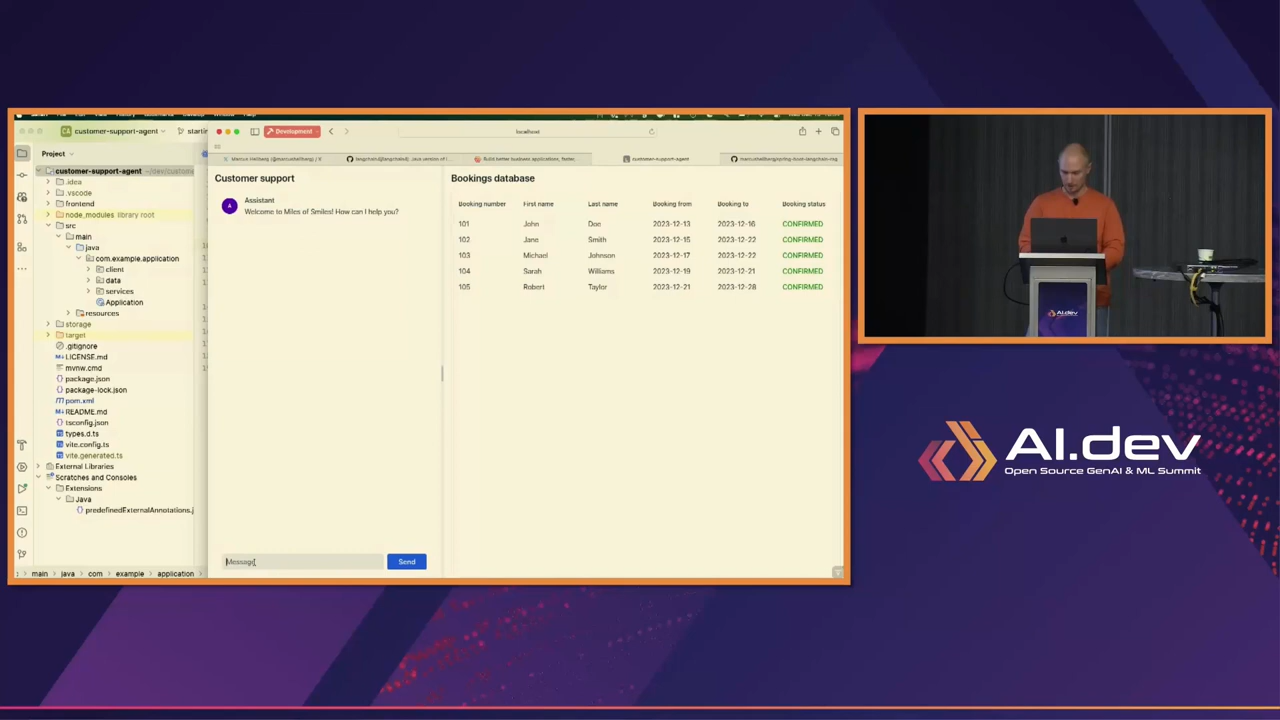 customer-support-agent
Development
localhost
customer-support-agent
Project
customer-support-agent
.idea
.vscode
frontend
node_modules library root
src
main
java
com.example.application
client
data
services
Application
resources
storage
target
.gitignore
LICENSE.md
mvnw.cmd
package.json
package-lock.json
pom.xml
README.md
tsconfig.json
types.d.ts
vite.config.ts
vite.generated.ts
External Libraries
Scratches and Consoles
Extensions
Java
predefinedExternalAnnotations.j
main
java
com
example
application
Customer support
A
Assistant
Welcome to Miles of Smiles! How can I help you?
Message
Send
Bookings database
Booking number First name Last name Booking from Booking to Booking status
101 John Doe 2023-12-13 2023-12-16 CONFIRMED
102 Jane Smith 2023-12-15 2023-12-22 CONFIRMED
103 Michael Johnson 2023-12-17 2023-12-22 CONFIRMED
104 Sarah Williams 2023-12-19 2023-12-21 CONFIRMED
105 Robert Taylor 2023-12-21 2023-12-28 CONFIRMED
AI.dev
AI.dev
Open Source GenAI & ML Summit